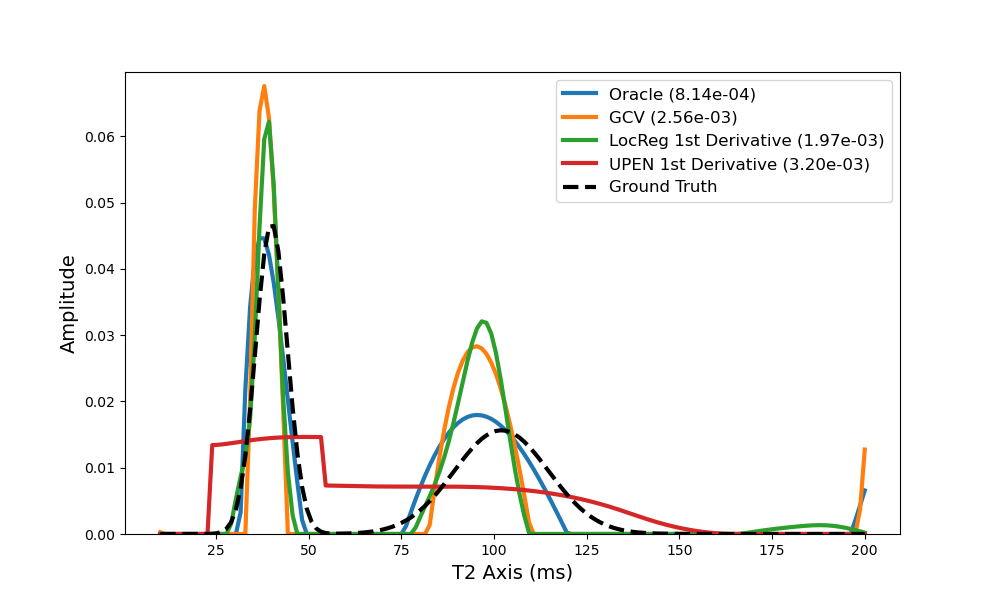 Oracle (8.14e-04)
GCV (2.56e-03)
LocReg 1st Derivative (1.97e-03)
UPEN 1st Derivative (3.20e-03)
Ground Truth
Amplitude
0.06
0.05
0.04
0.03
0.02
0.01
0.00
25 50 75 100 125 150 175 200
T2 Axis (ms)